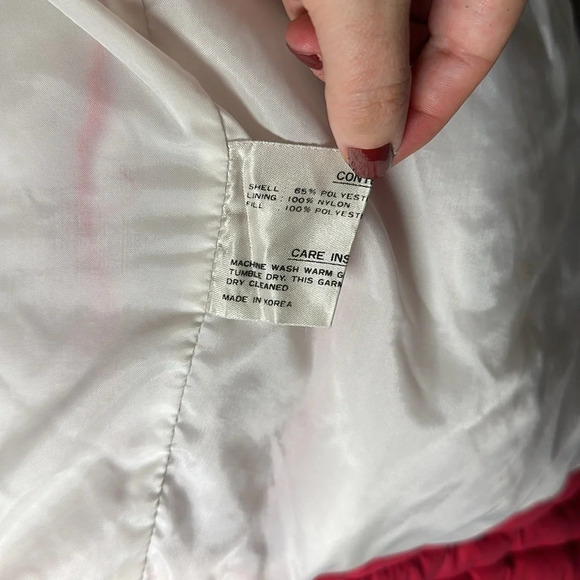 CONT
SHELL 65% POLYEST
LINING : 100% NYLON
FILL : 100% POLYEST
CARE INS
MACHINE WASH WARM G
TUMBLE DRY. THIS GARM
DRY CLEANED
MADE IN KOREA